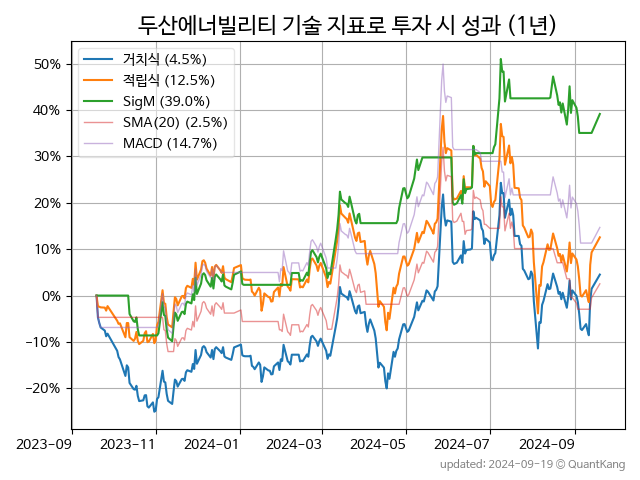 두산에너빌리티 기술 지표로 투자 시 성과 (1년)
거치식 (4.5%)
적립식 (12.5%)
SigM (39.0%)
SMA(20) (2.5%)
MACD (14.7%)
50%
40%
30%
20%
10%
0%
−10%
−20%
2023-09 2023-11 2024-01 2024-03 2024-05 2024-07 2024-09
updated: 2024-09-19 © QuantKang